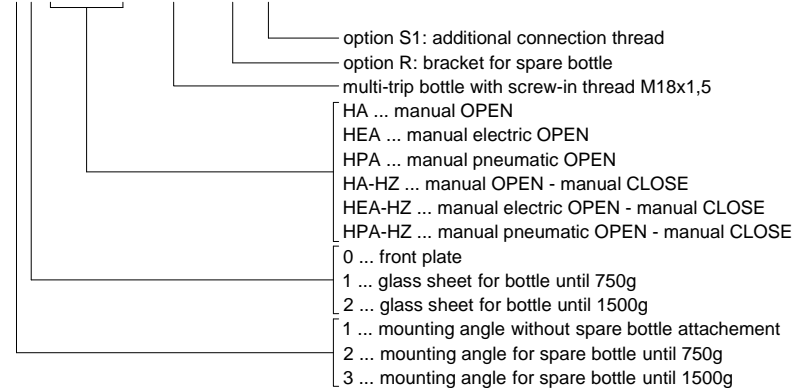 option S1: additional connection thread
option R: bracket for spare bottle
multi-trip bottle with screw-in thread M18x1,5
HA ... manual OPEN
HEA ... manual electric OPEN
HPA ... manual pneumatic OPEN
HA-HZ ... manual OPEN - manual CLOSE
HEA-HZ ... manual electric OPEN - manual CLOSE
HPA-HZ ... manual pneumatic OPEN - manual CLOSE
0 ... front plate
1 ... glass sheet for bottle until 750g
2 ... glass sheet for bottle until 1500g
1 ... mounting angle without spare bottle attachement
2 ... mounting angle for spare bottle until 750g
3 ... mounting angle for spare bottle until 1500g